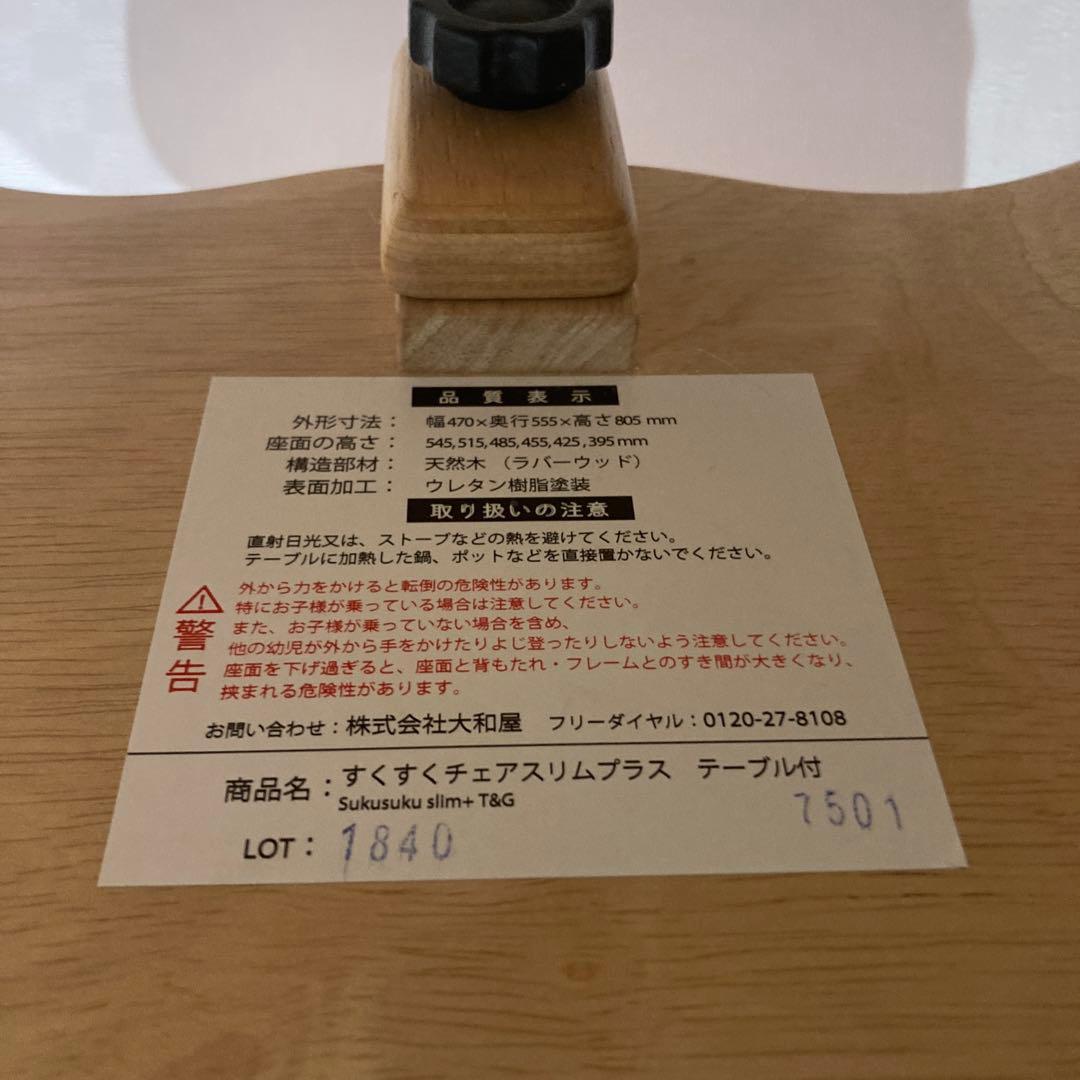 品質表示
外形寸法： 幅470×奥行555×高さ805 mm
座面の高さ： 545,515,485,455,425,395mm
構造部材： 天然木 （ラバーウッド）
表面加工： ウレタン樹脂塗装
取り扱いの注意
直射日光又は、ストーブなどの熱を避けてください。
テーブルに加熱した鍋、ポットなどを直接置かないでください。
警告
外から力をかけると転倒の危険性があります。
特にお子様が乗っている場合は注意してください。
また、お子様が乗っていない場合を含め、
他の幼児が外から手をかけたりよじ登ったりしないよう注意してください。
座面を下げ過ぎると、座面と背もたれ・フレームとのすき間が大きくなり、
挟まれる危険性があります。
お問い合わせ：株式会社大和屋 フリーダイヤル：0120-27-8108
商品名：すくすくチェアスリムプラス テーブル付
Sukusuku slim+ T&G
7501
LOT： 1840